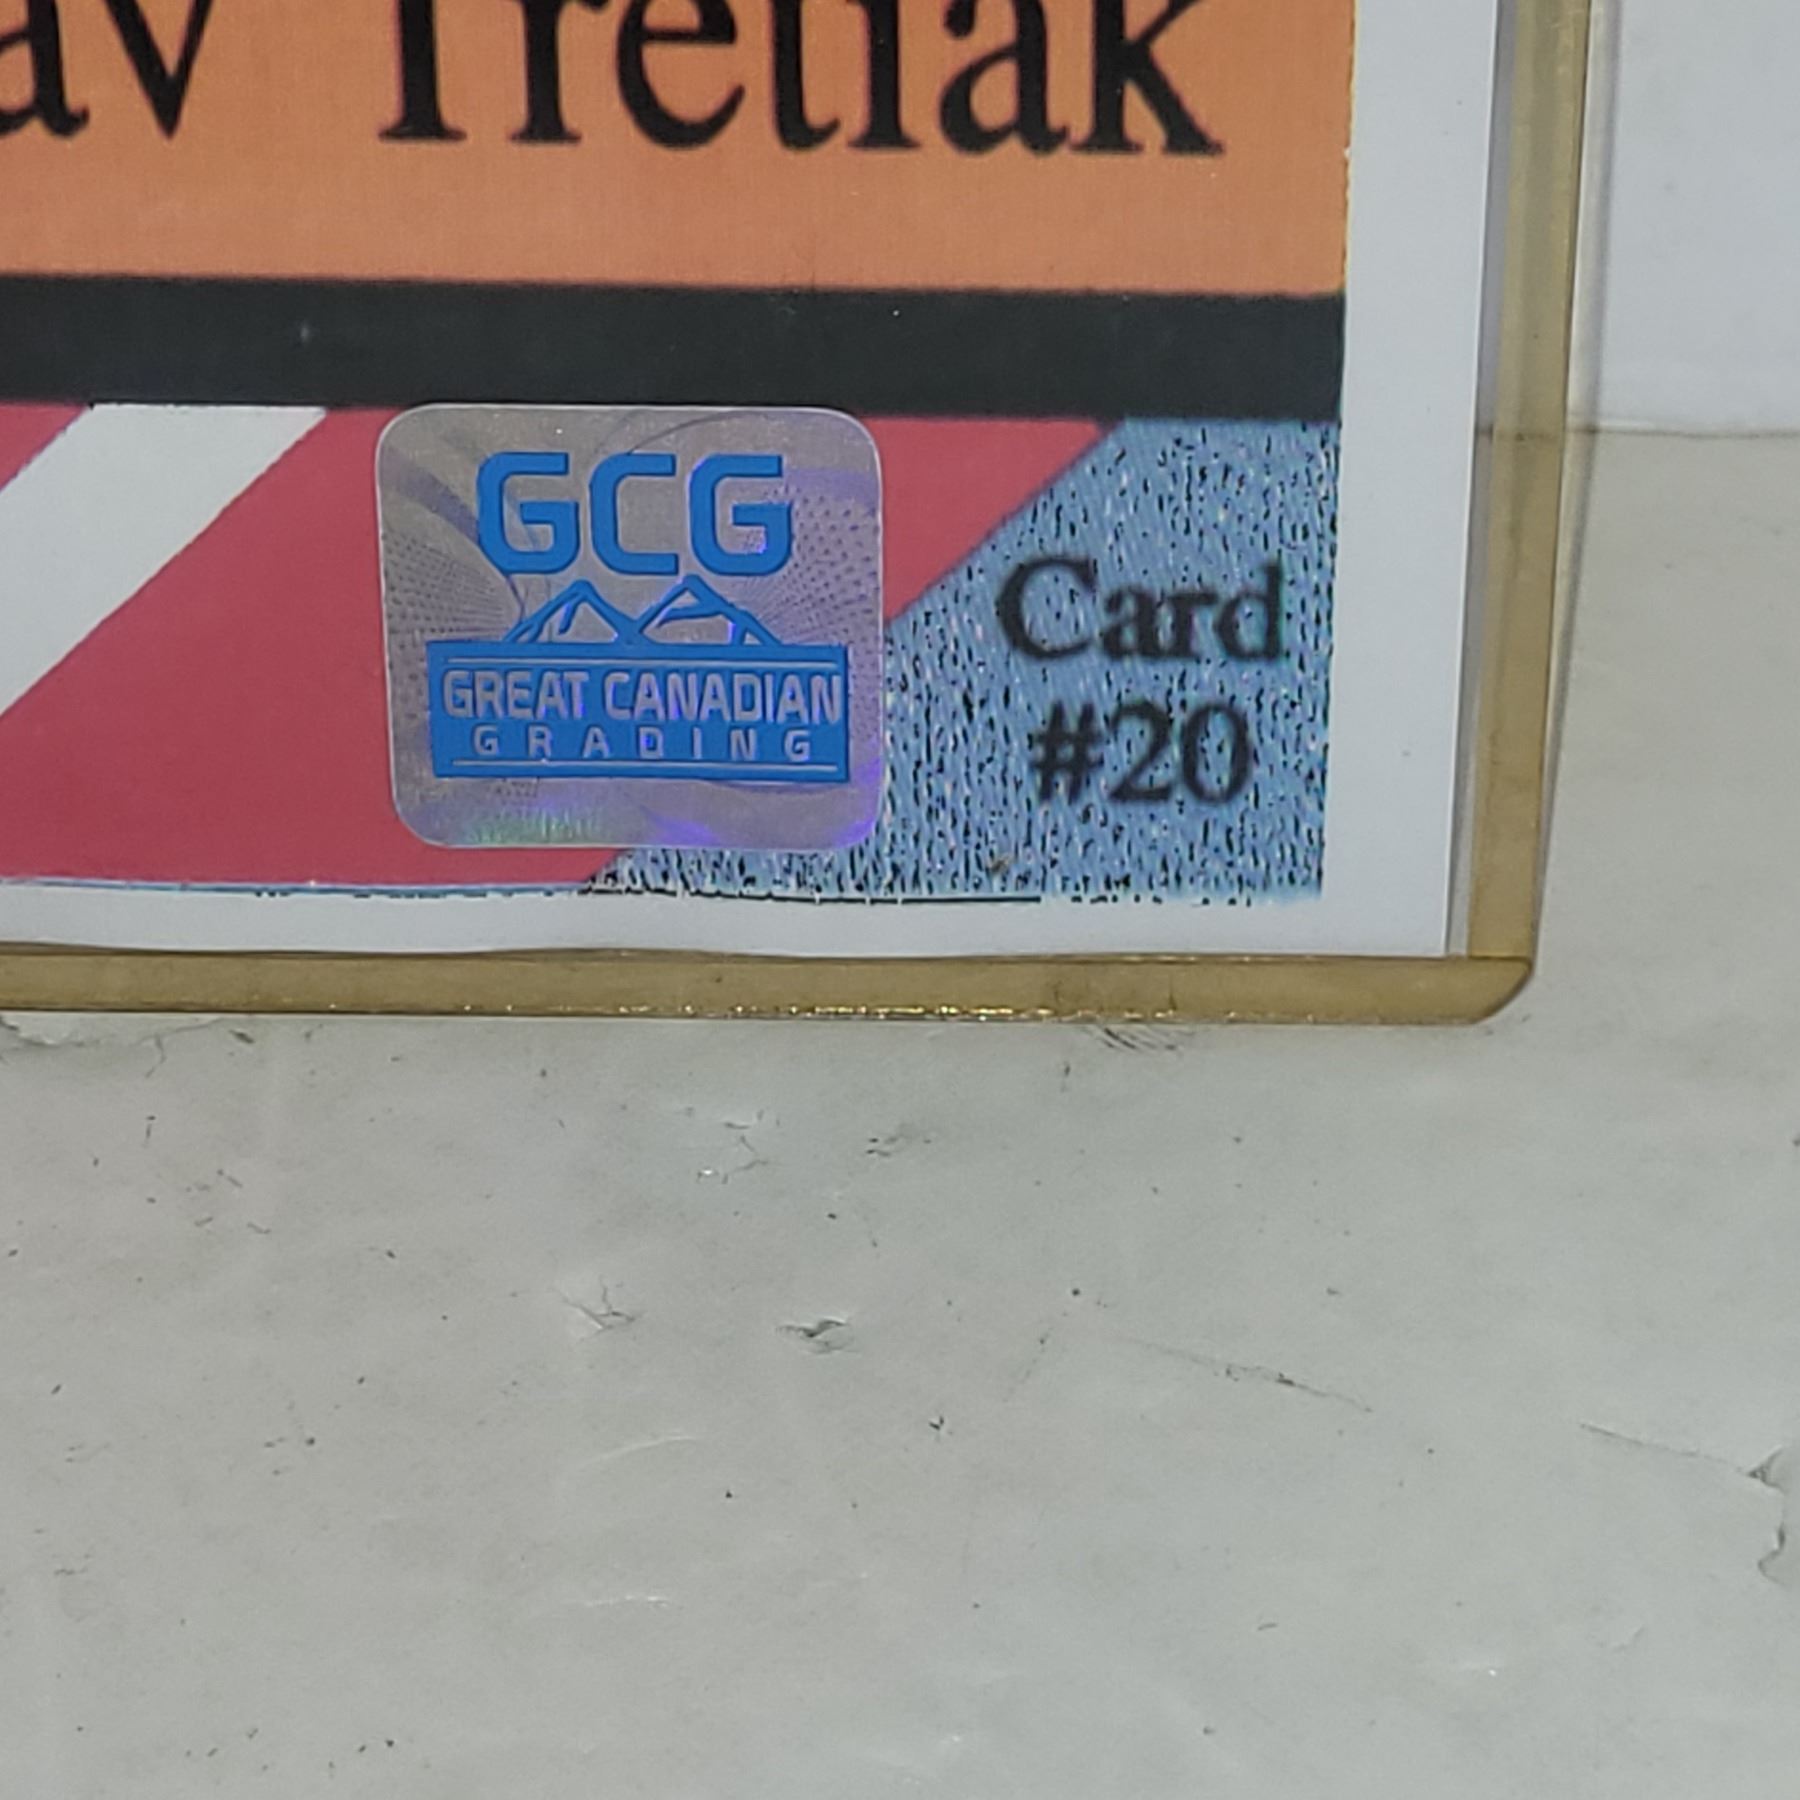 av Tretiak
GCG
GREAT CANADIAN
GRADING
Card
#20